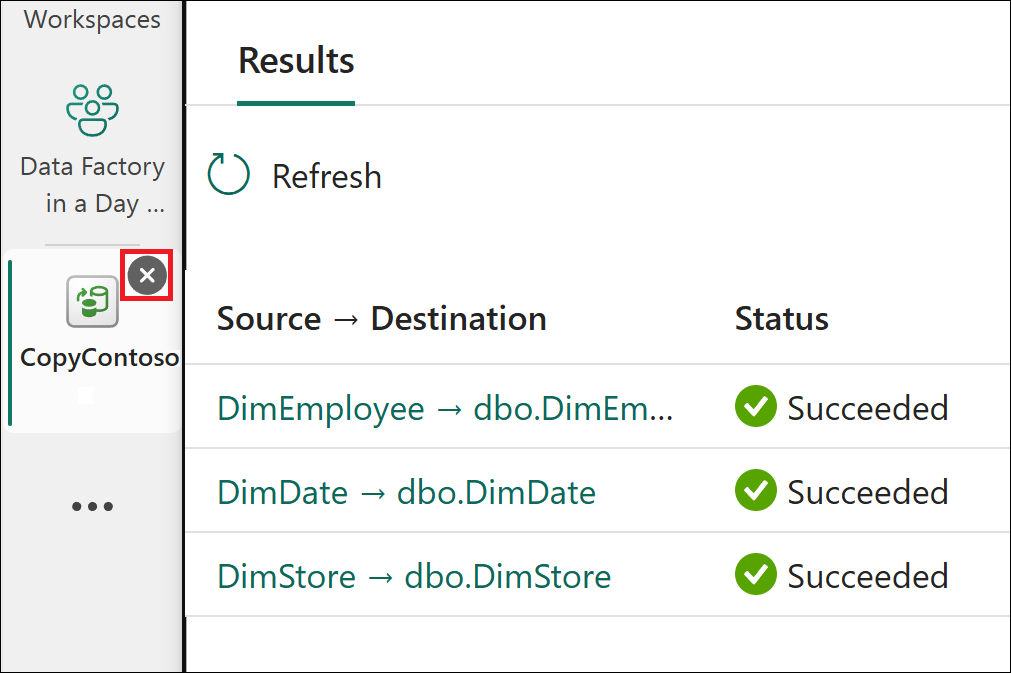 Workspaces
Data Factory
in a Day ...
CopyContoso
Results
Refresh
Source → Destination Status
DimEmployee → dbo.DimEm... Succeeded
DimDate → dbo.DimDate Succeeded
DimStore → dbo.DimStore Succeeded